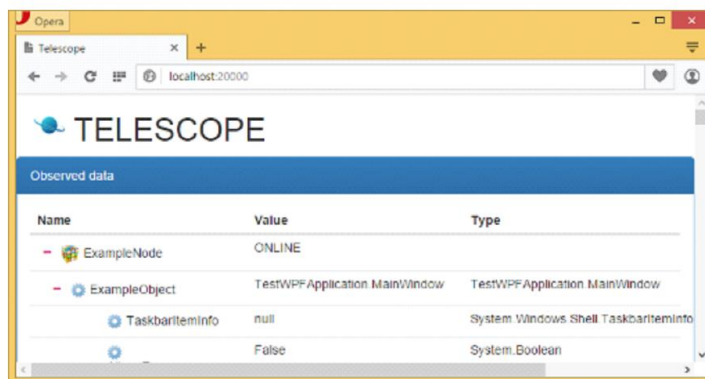 Opera
Telescope
localhost:20000
TELESCOPE
Observed data
Name Value Type
ExampleNode ONLINE
ExampleObject TestWPFApplication.MainWindow TestWPFApplication.MainWindow
TaskbarItemInfo null System.Windows.Shell.TaskbarItemInfo
False System.Boolean